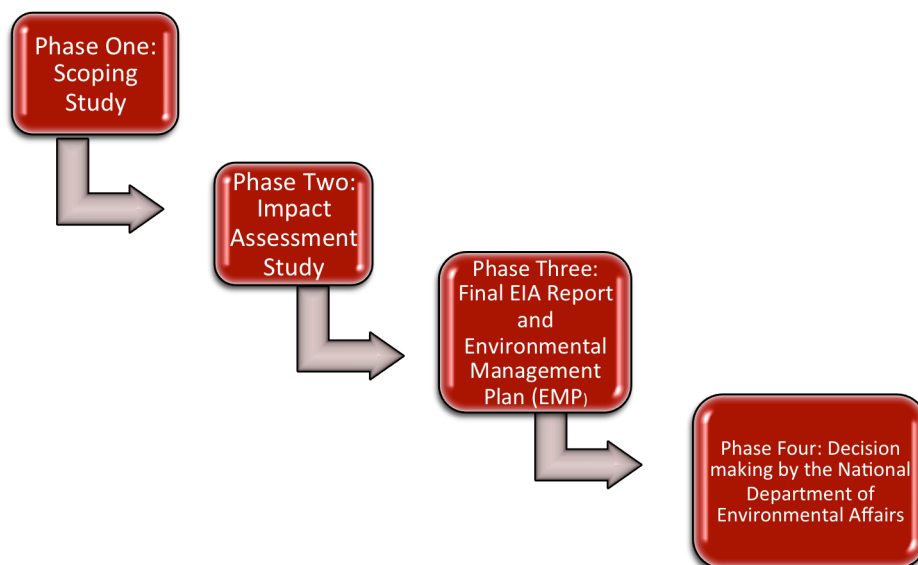 Phase One:
Scoping
Study
Phase Two:
Impact
Assessment
Study
Phase Three:
Final EIA Report
and
Environmental
Management
Plan (EMP)
Phase Four: Decision
making by the National
Department of
Environmental Affairs